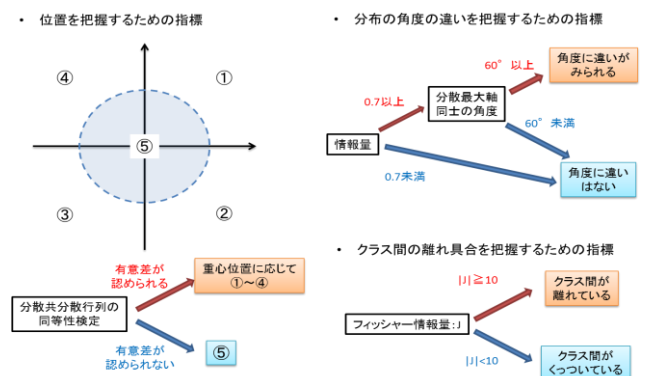 ・ 位置を把握するための指標
④
①
⑤
③
②
有意差が
認められる
重心位置に応じて
①～④
分散共分散行列の
同等性検定
有意差が
認められない
⑤
・ 分布の角度の違いを把握するための指標
60°以上
角度に違いが
みられる
0.7以上
分散最大軸
同士の角度
60°未満
情報量
0.7未満
角度に違い
はない
・ クラス間の離れ具合を把握するための指標
|J|≧10
クラス間が
離れている
フィッシャー情報量:J
|J|<10
クラス間が
くっついている